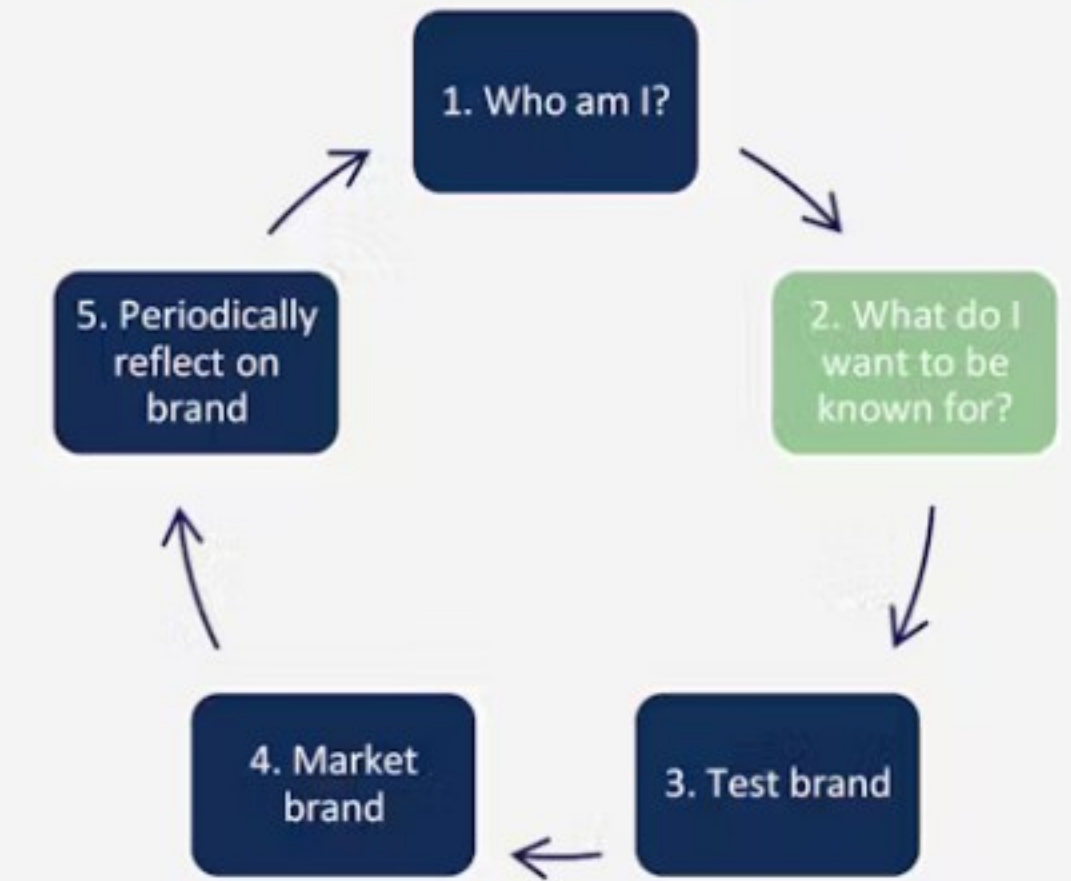 1. Who am I?
2. What do I
want to be
known for?
3. Test brand
4. Market
brand
5. Periodically
reflect on
brand